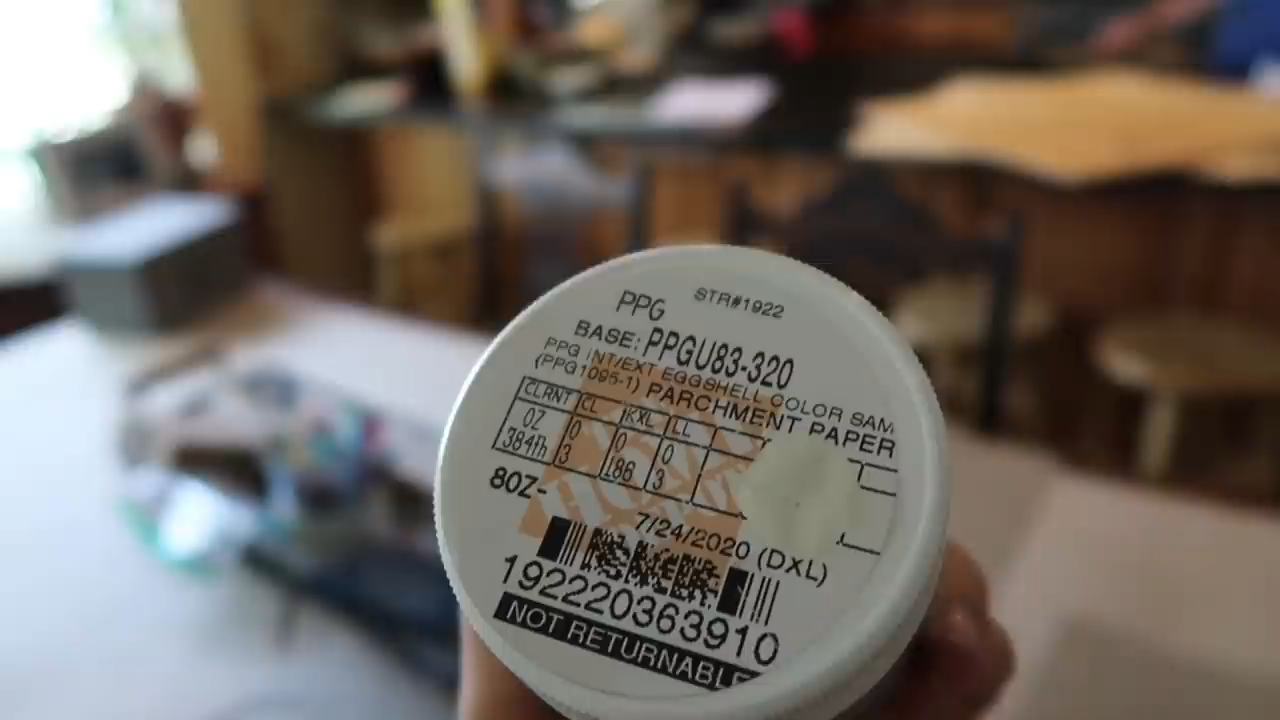 STR#1922
PPG
BASE: PPGU83-320
PPG INT/EXT EGGSHELL COLOR SAM
(PPG1095-1) PARCHMENT PAPER
CLRNT CL KXL LL
OZ 0 0 0
384th 3 186 3
8OZ-
7/24/2020 (DXL)
192220363910
NOT RETURNABLE